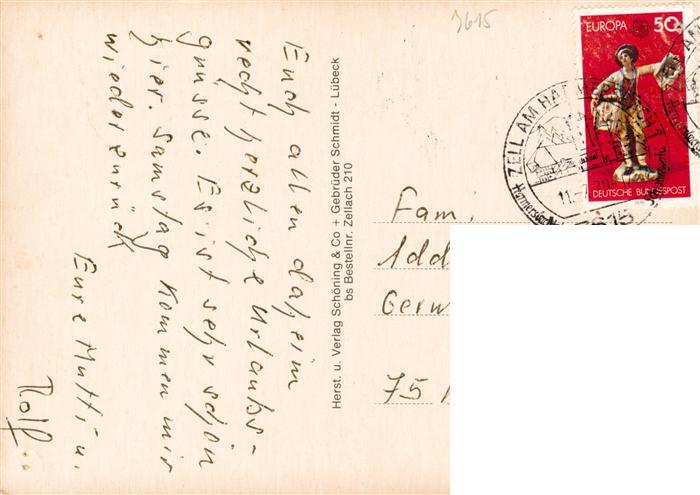 Euch allen daheim
recht herzliche Urlaubs-
grüsse. Es ist sehr schön
hier. Samstag kommen wir
wieder zurück
Eure Mutti u.
Rolf.
Herst. u. Verlag Schöning & Co + Gebrüder Schmidt - Lübeck
bs Bestellnr. Zellach 210
7615
EUROPA 50
DEUTSCHE BUNDESPOST
ZELL AM HARMERSBACH
7615
Fam.
Gerw
75